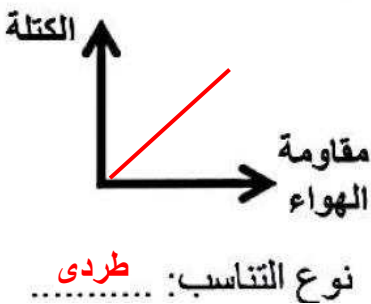 الكتلة
مقاومة
الهواء
نوع التناسب: طردى ...........